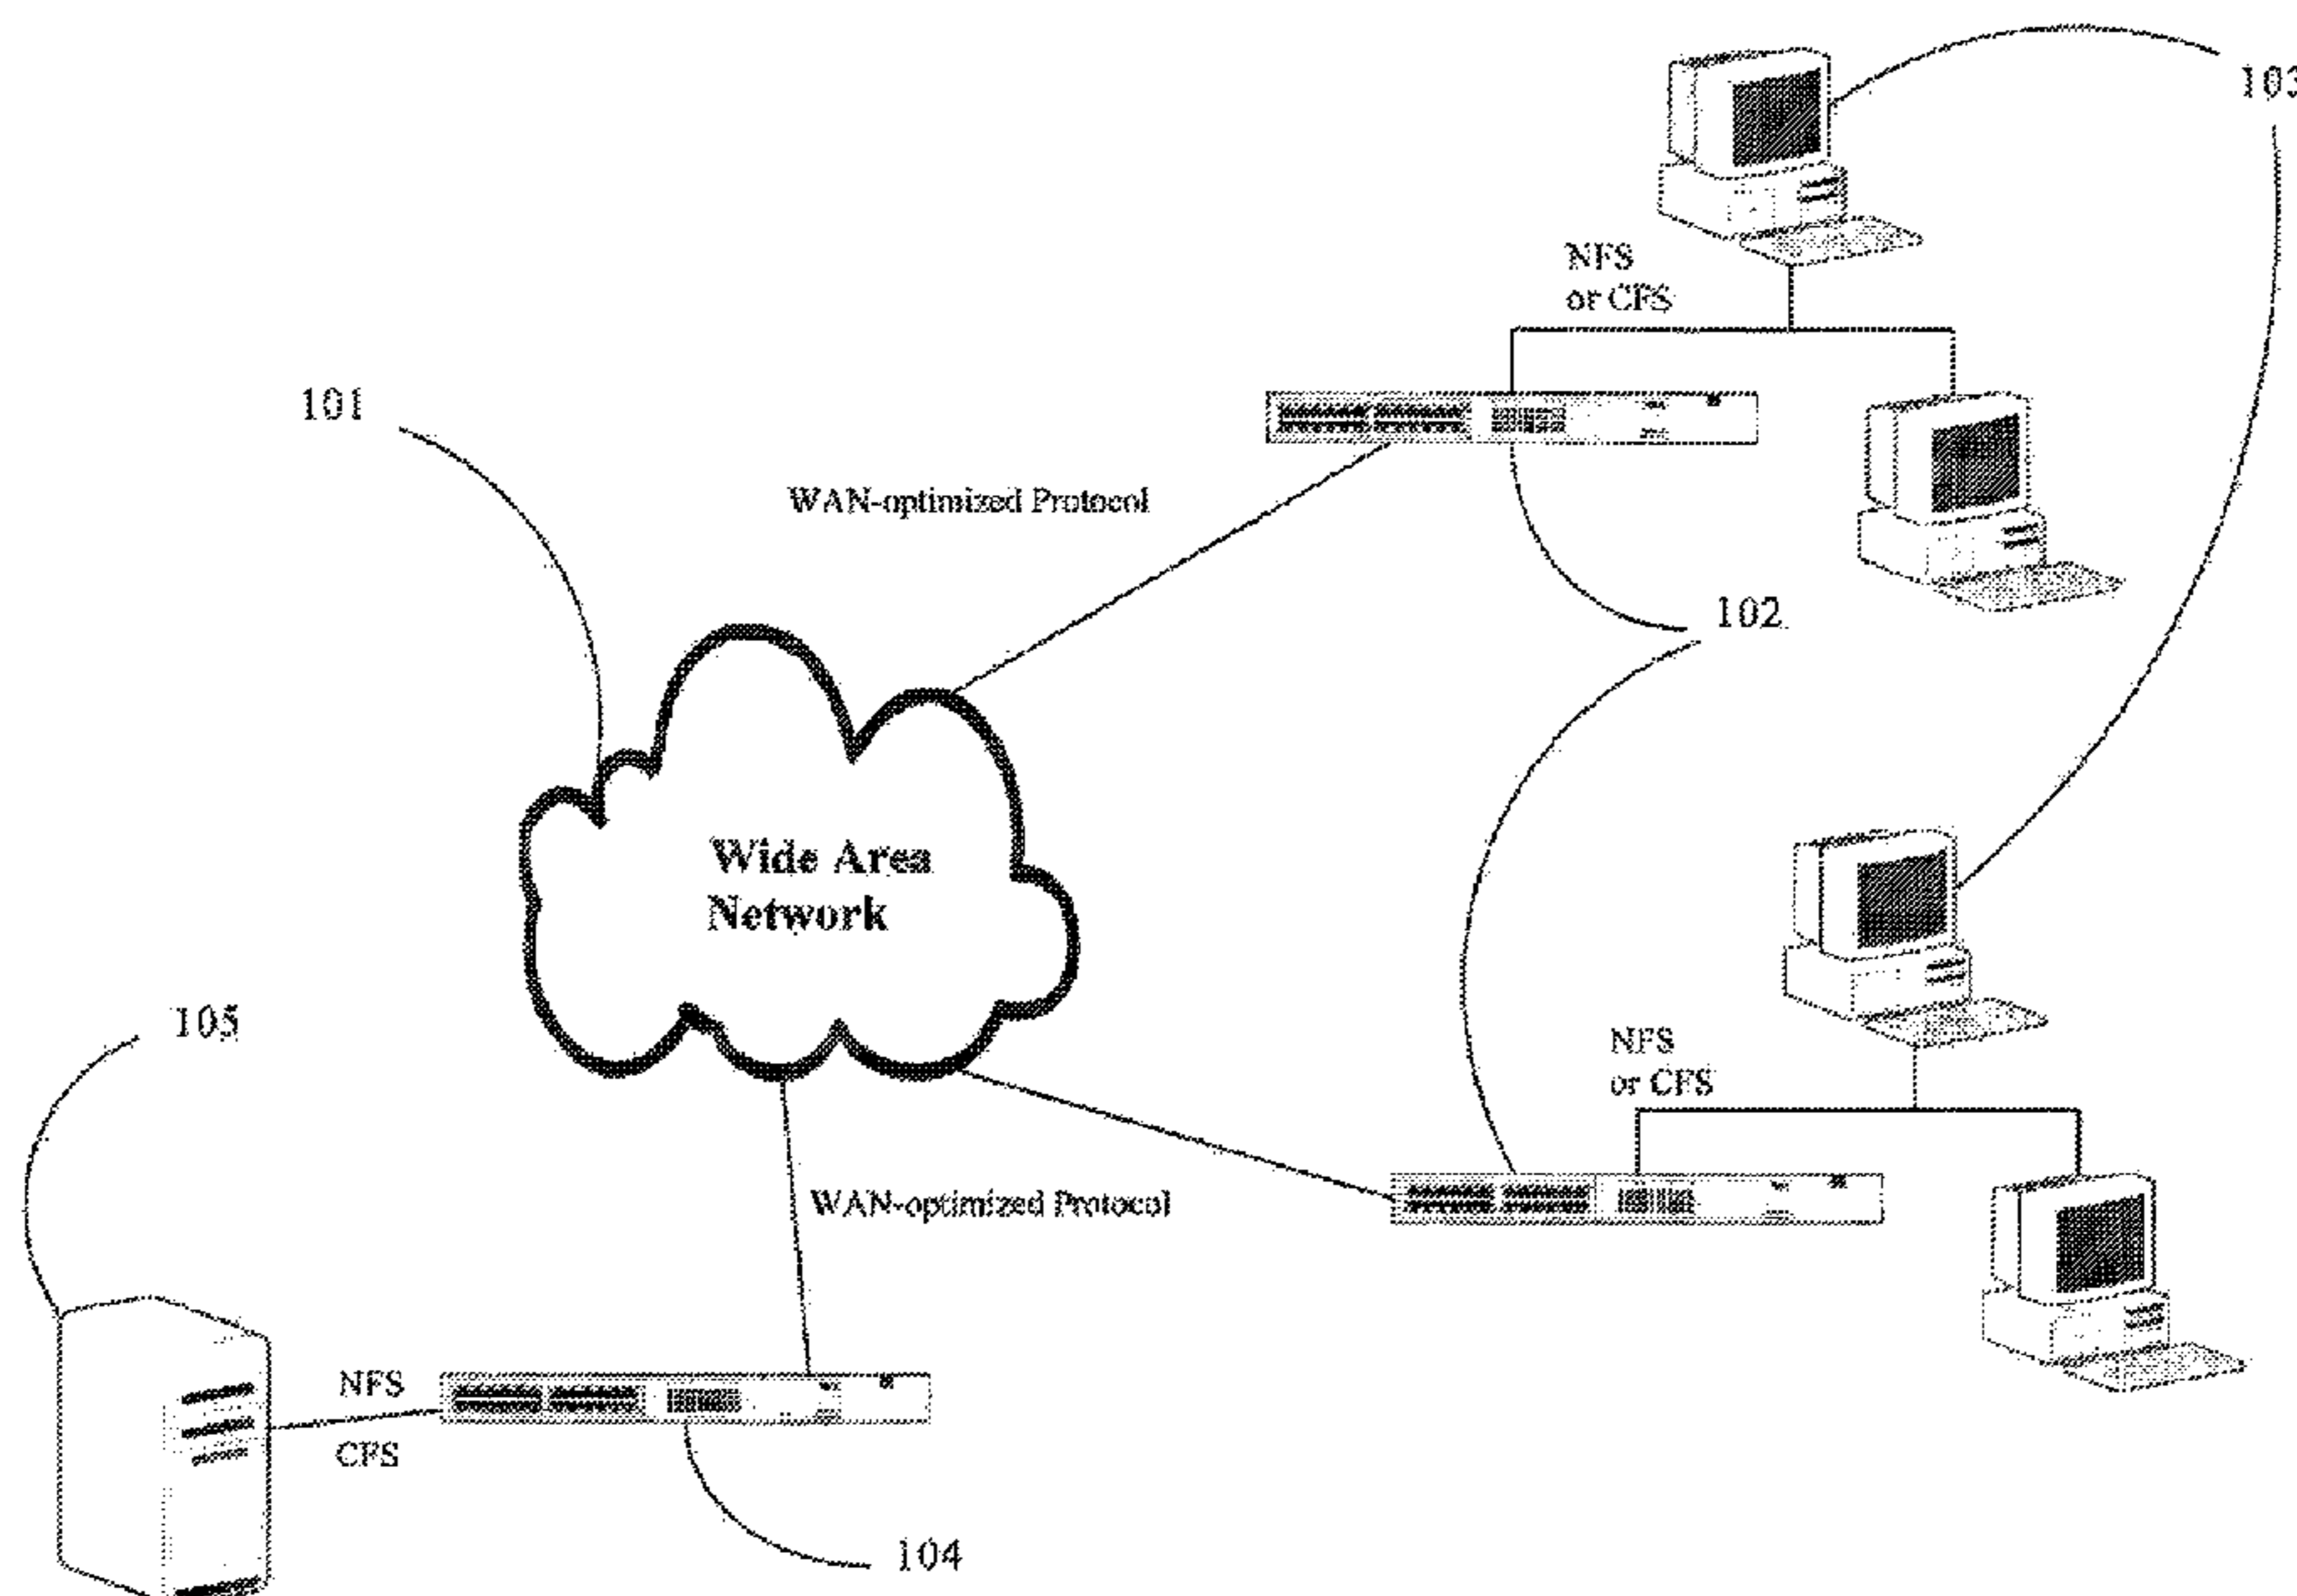 103
NFS
or CFS
101
WAN-optimized Protocol
102
Wide Area
Network
105
NFS
or CFS
WAN-optimized Protocol
NFS
CFS
104